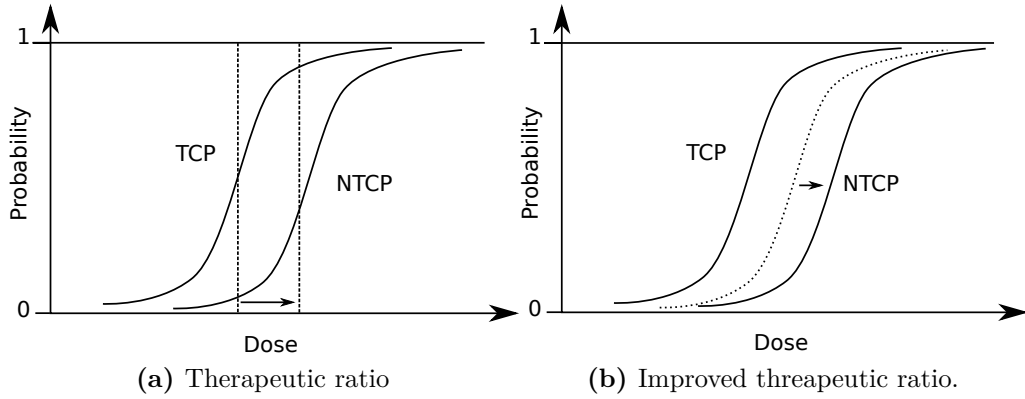 1
TCP
NTCP
Probability
0
Dose
(a) Therapeutic ratio
1
TCP
NTCP
Probability
0
Dose
(b) Improved threapeutic ratio.